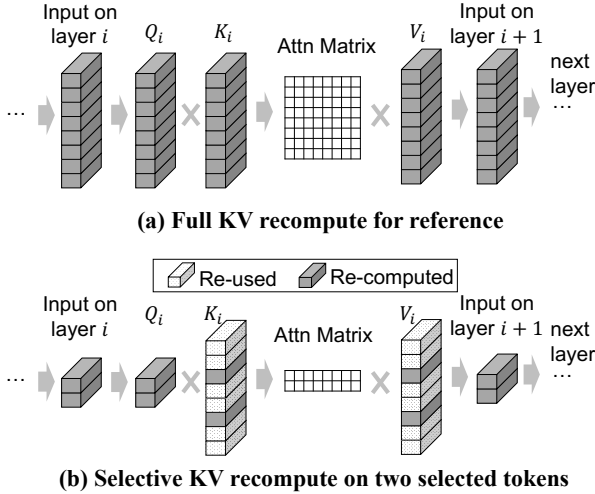 Input on
layer i
Q_i
K_i
Attn Matrix
V_i
Input on
layer i + 1
next
layer
...
...
(a) Full KV recompute for reference
Re-used
Re-computed
Input on
layer i
Q_i
K_i
Attn Matrix
V_i
Input on
layer i + 1
next
layer
...
...
(b) Selective KV recompute on two selected tokens